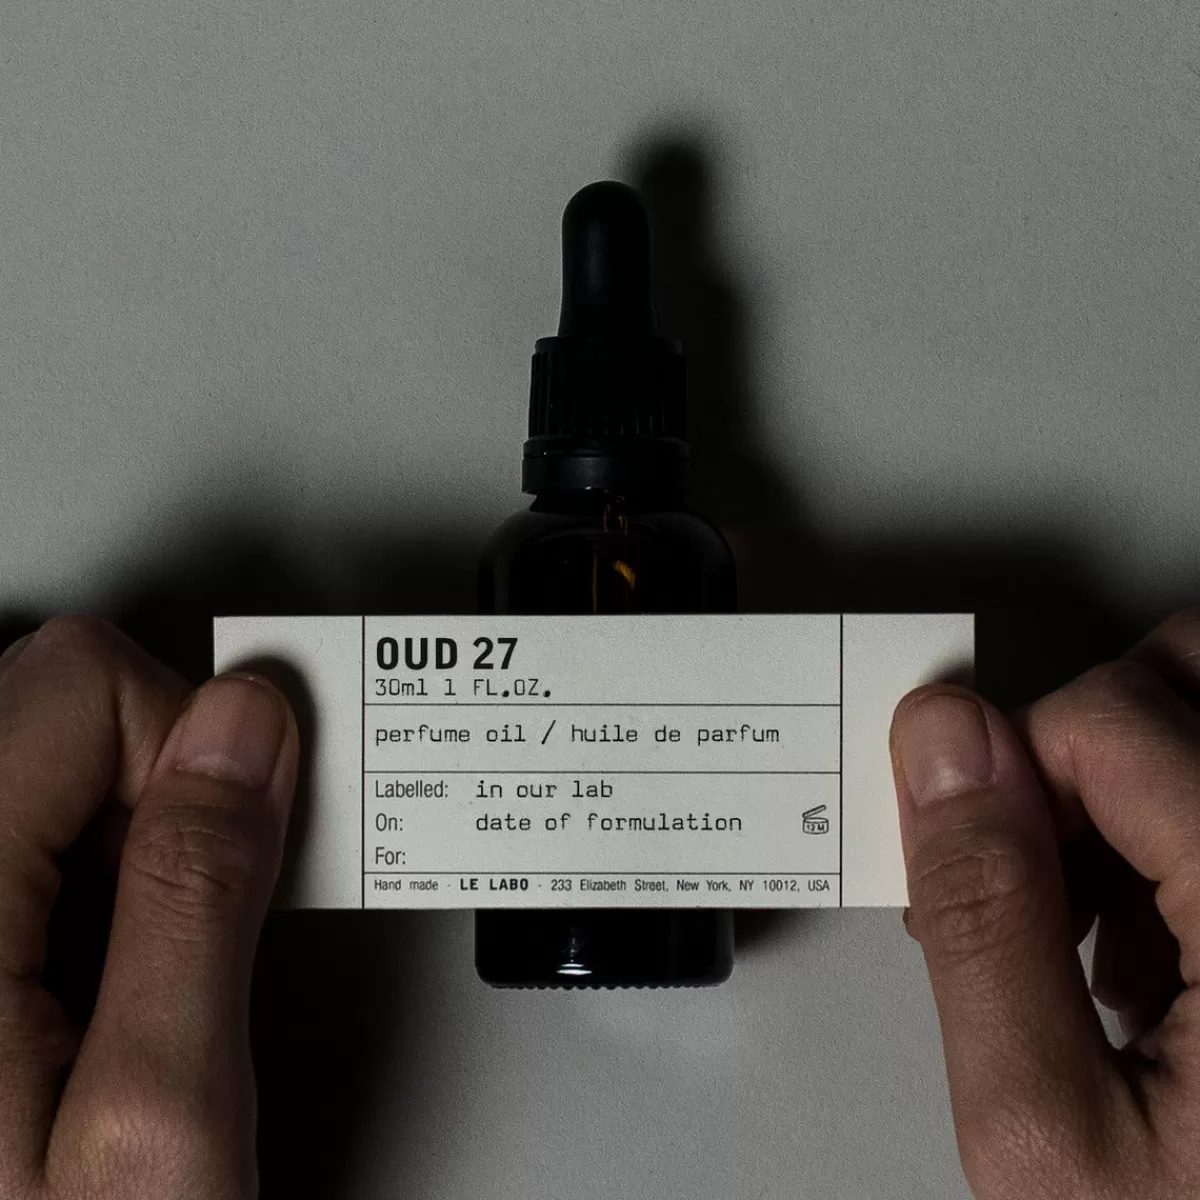 OUD 27
30ml 1 FL.OZ.
perfume oil / huile de parfum
Labelled: in our lab
On: date of formulation
12M
For:
Hand made - LE LABO - 233 Elizabeth Street, New York, NY 10012, USA